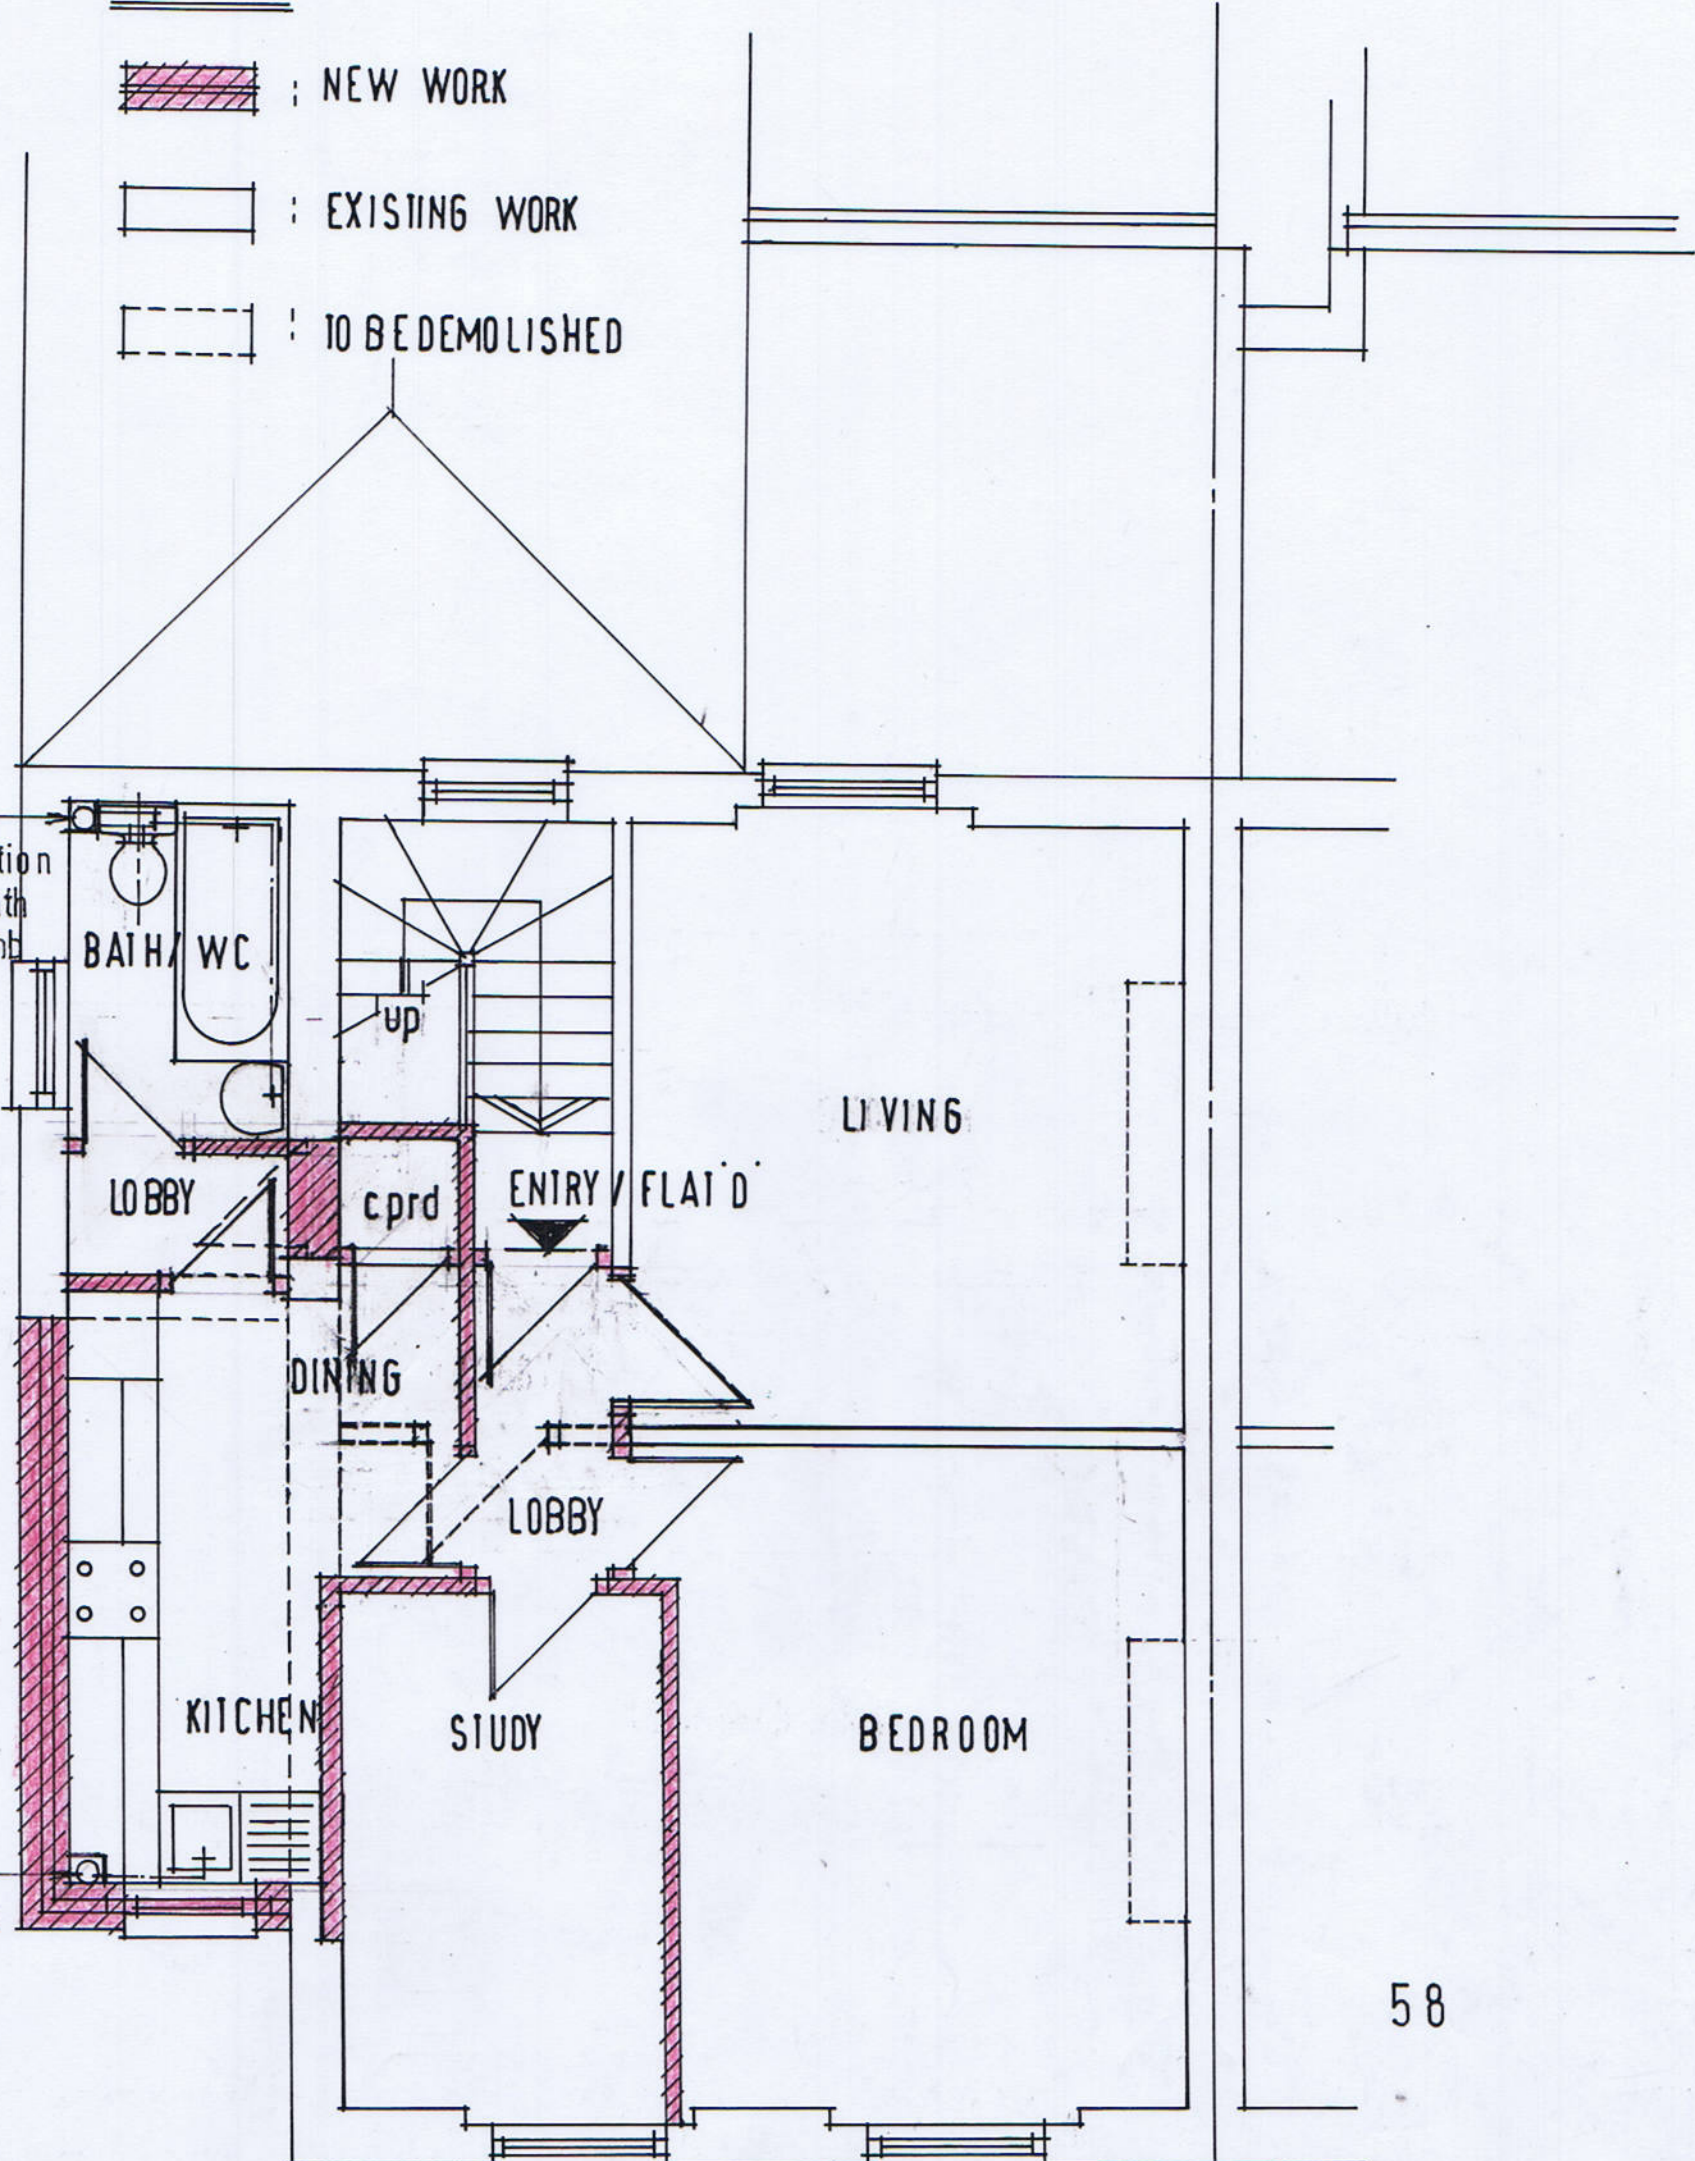 : NEW WORK
: EXISTING WORK
: TO BE DEMOLISHED
BATH/ WC
up
LIVING
LOBBY
cprd
ENTRY / FLAT 'D'
DINING
LOBBY
KITCHEN
STUDY
BEDROOM
58